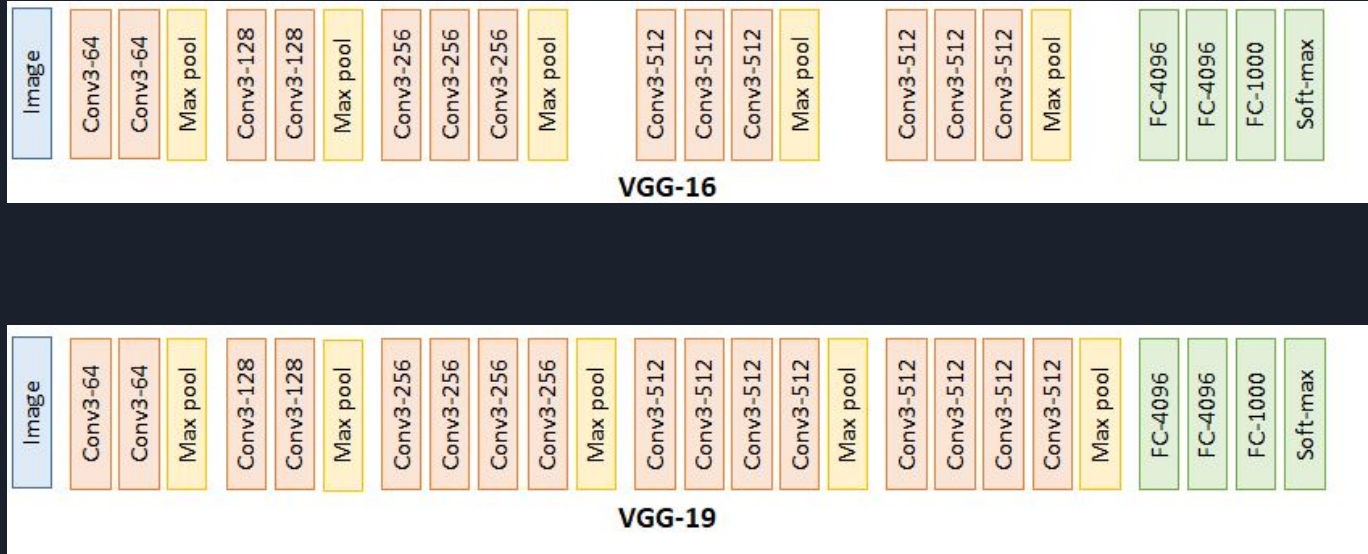 Image
Conv3-64
Conv3-64
Max pool
Conv3-128
Conv3-128
Max pool
Conv3-256
Conv3-256
Conv3-256
Max pool
Conv3-512
Conv3-512
Conv3-512
Max pool
Conv3-512
Conv3-512
Conv3-512
Max pool
FC-4096
FC-4096
FC-1000
Soft-max
VGG-16
Image
Conv3-64
Conv3-64
Max pool
Conv3-128
Conv3-128
Max pool
Conv3-256
Conv3-256
Conv3-256
Conv3-256
Max pool
Conv3-512
Conv3-512
Conv3-512
Conv3-512
Max pool
Conv3-512
Conv3-512
Conv3-512
Conv3-512
Max pool
FC-4096
FC-4096
FC-1000
Soft-max
VGG-19